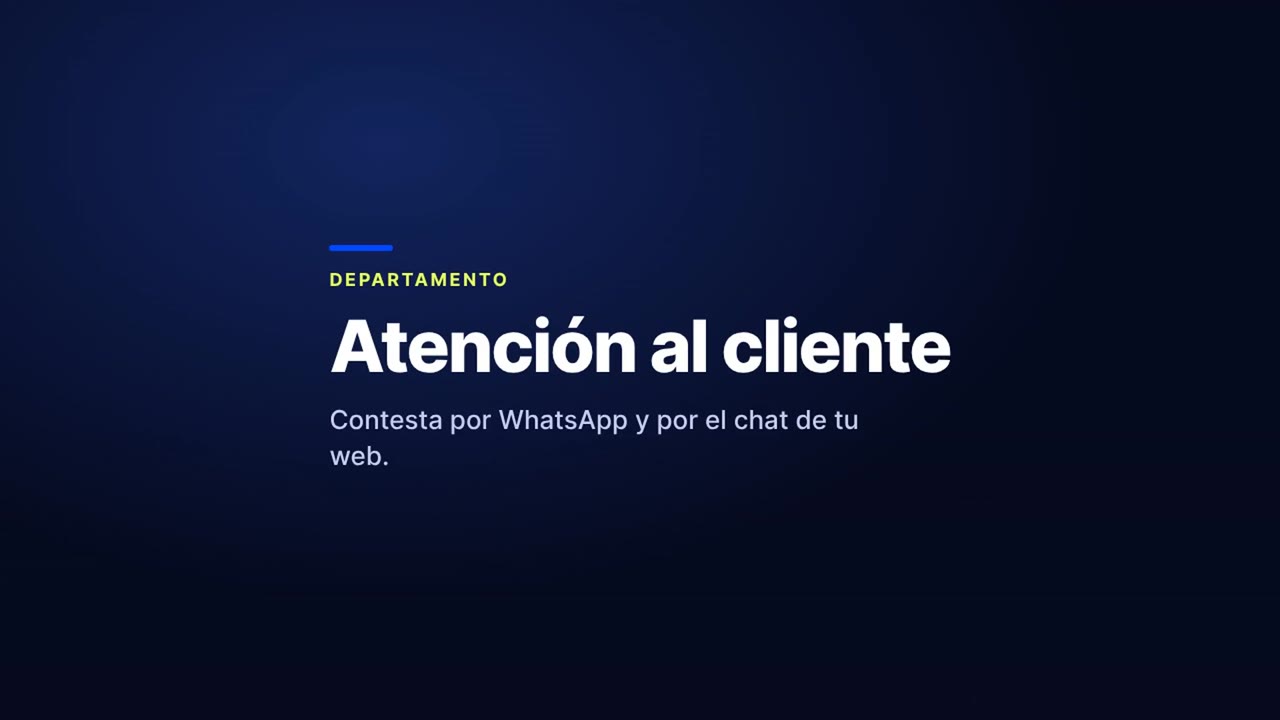 DEPARTAMENTO
Atención al cliente
Contesta por WhatsApp y por el chat de tu
web.